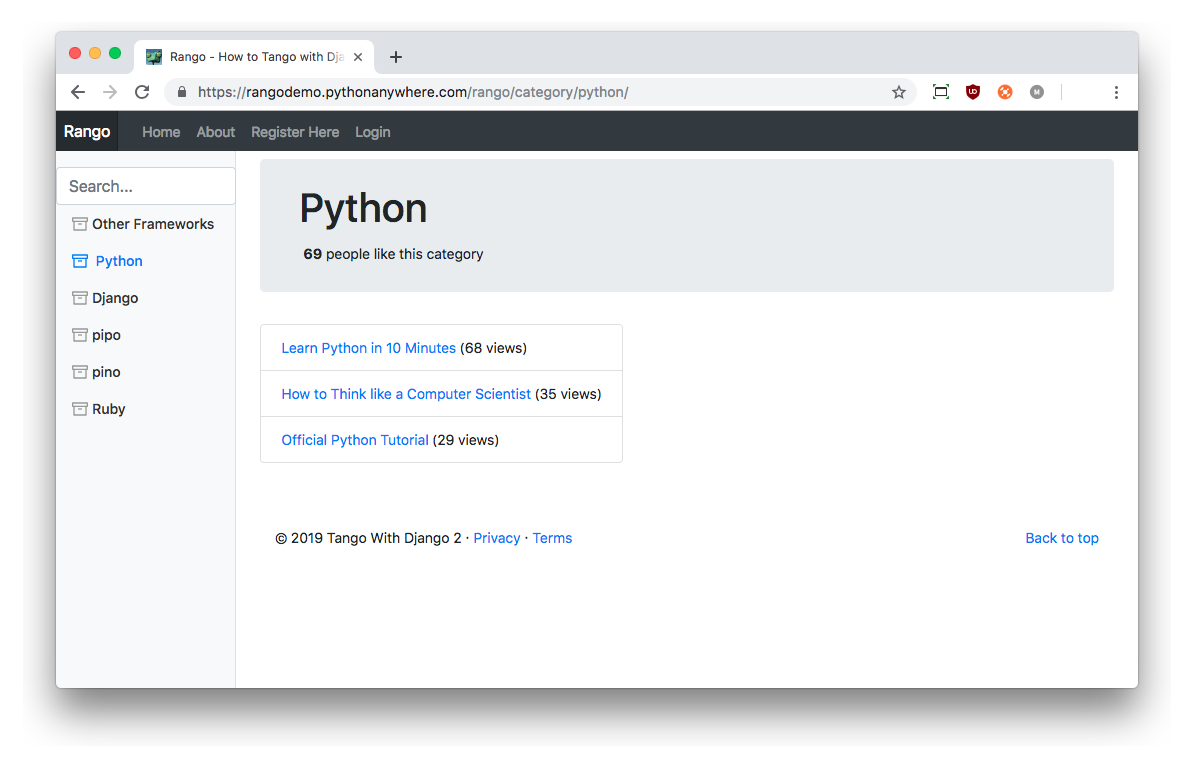 Rango - How to Tango with Dja
https://rangodemo.pythonanywhere.com/rango/category/python/
Rango Home About Register Here Login
Search...
Other Frameworks
Python
Django
pipo
pino
Ruby
Python
69 people like this category
Learn Python in 10 Minutes (68 views)
How to Think like a Computer Scientist (35 views)
Official Python Tutorial (29 views)
© 2019 Tango With Django 2 · Privacy · Terms
Back to top